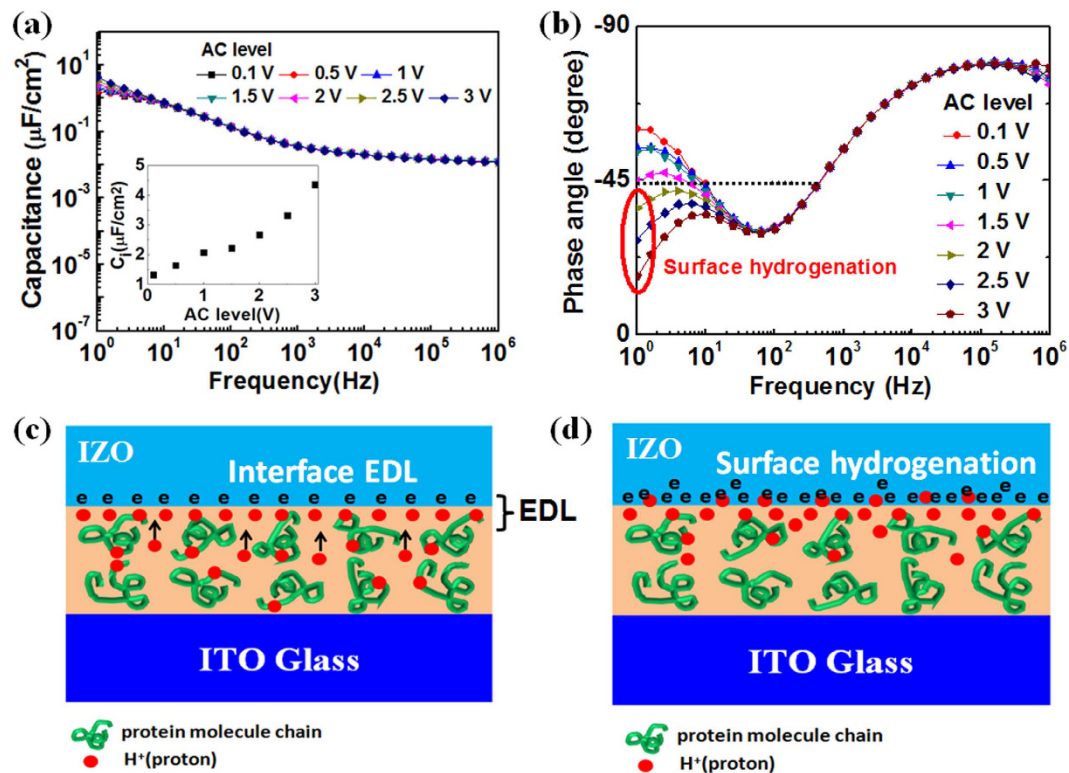 (a)
Capacitance (μF/cm²)
10¹
10⁻¹
10⁻³
10⁻⁵
10⁻⁷
AC level
0.1 V 0.5 V 1 V
1.5 V 2 V 2.5 V 3 V
Cᵢ(μF/cm²)
5
4
3
2
1
0 1 2 3
AC level(V)
10⁰ 10¹ 10² 10³ 10⁴ 10⁵ 10⁶
Frequency(Hz)
(b)
Phase angle (degree)
-90
-45
0
AC level
0.1 V
0.5 V
1 V
1.5 V
2 V
2.5 V
3 V
Surface hydrogenation
10⁰ 10¹ 10² 10³ 10⁴ 10⁵ 10⁶
Frequency (Hz)
(c)
IZO
Interface EDL
e e e e e e e e e e e e e e e
EDL
ITO Glass
protein molecule chain
H⁺(proton)
(d)
IZO
Surface hydrogenation
ITO Glass
protein molecule chain
H⁺(proton)